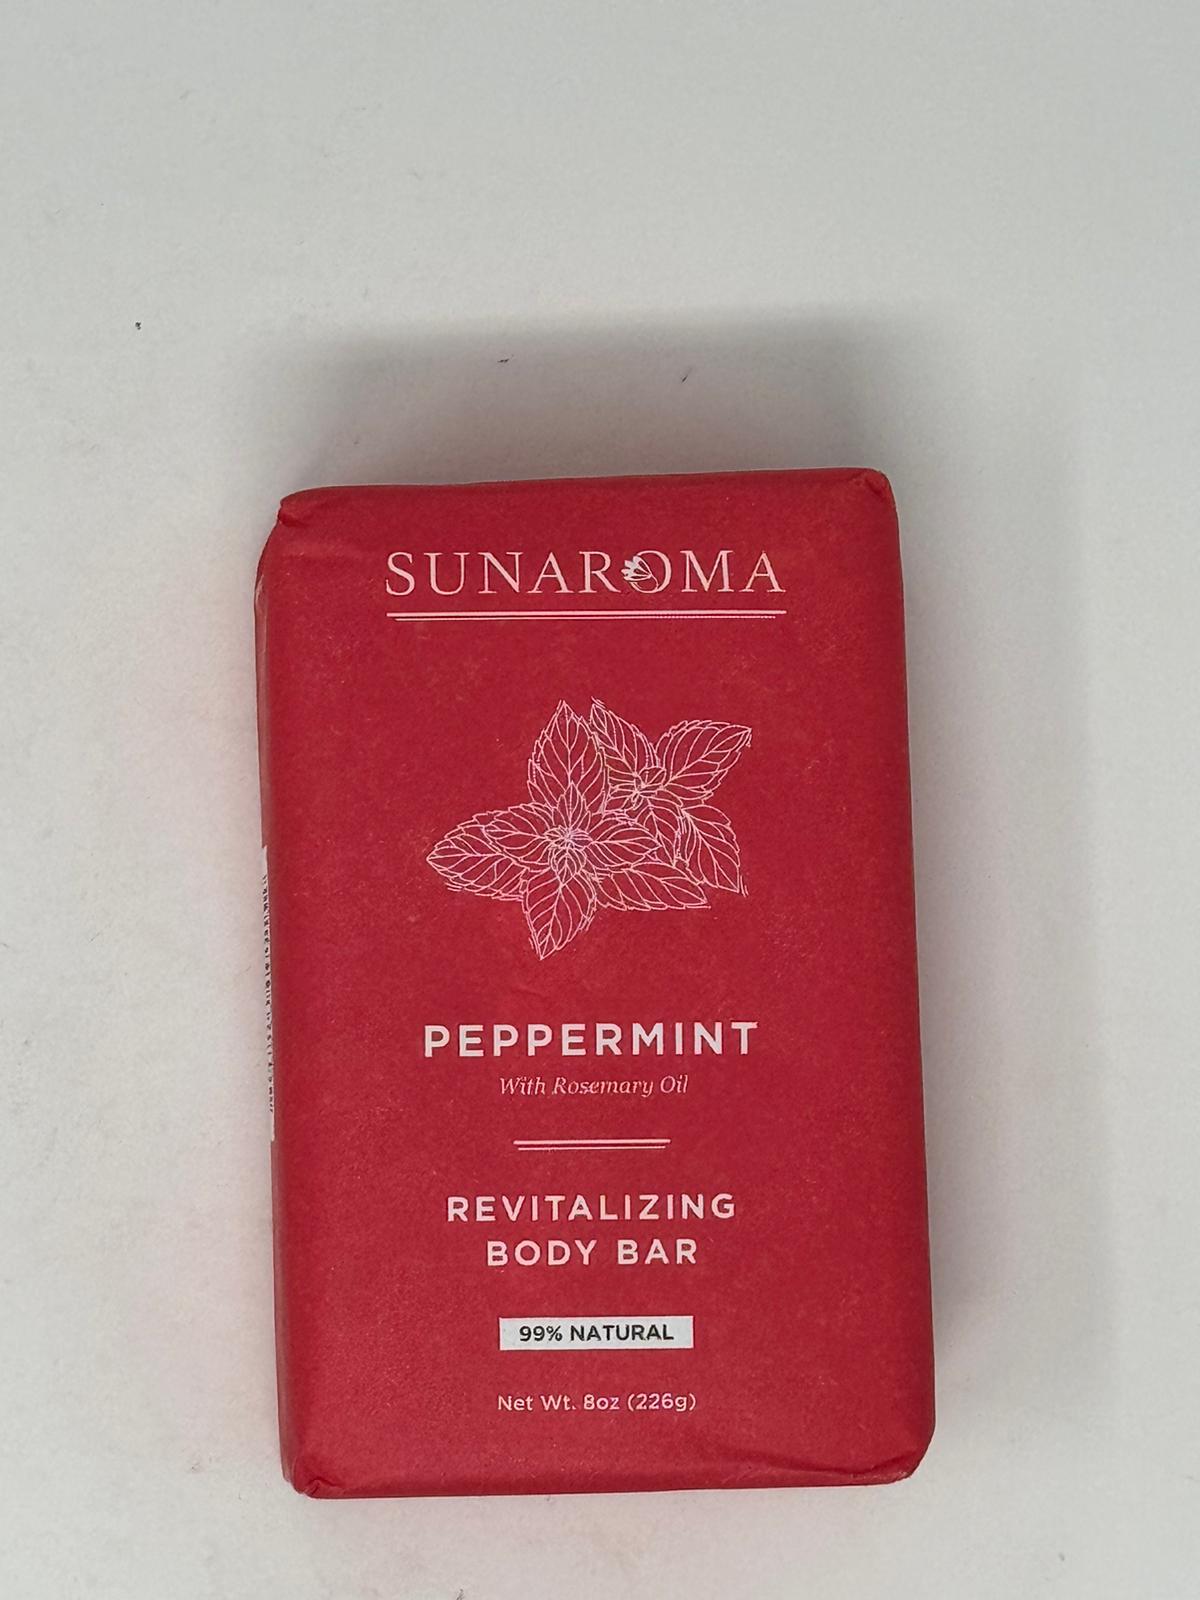 SUNAROMA
PEPPERMINT
With Rosemary Oil
REVITALIZING
BODY BAR
99% NATURAL
Net Wt. 8oz (226g)